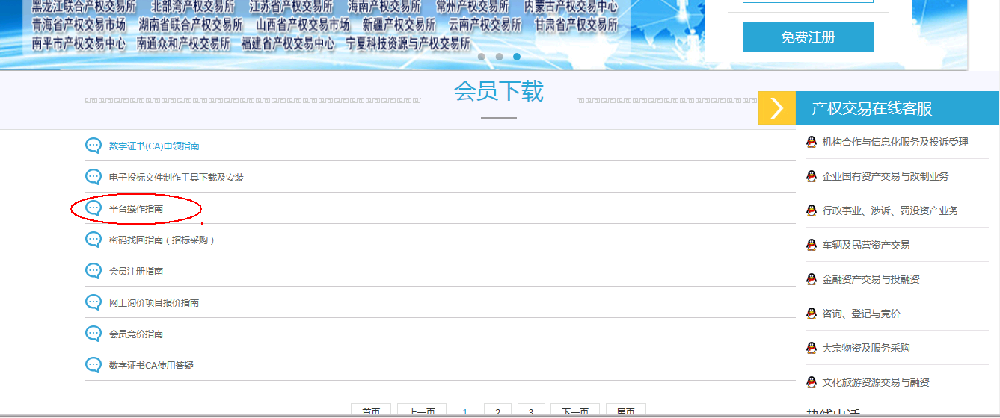 黑龙江联合产权交易所 北部湾产权交易所 江苏省产权交易所 海南产权交易所 常州产权交易所 内蒙古产权交易中心
青海省产权交易市场 湖南省联合产权交易所 山西省产权交易市场 新疆产权交易所 云南产权交易所 甘肃省产权交易所
南平市产权交易中心 南通众和产权交易所 福建省产权交易中心 宁夏科技资源与产权交易所
免费注册
会员下载
数字证书(CA)申领指南
电子投标文件制作工具下载及安装
平台操作指南
密码找回指南（招标采购）
会员注册指南
网上询价项目报价指南
会员竞价指南
数字证书CA使用答疑
首页 上一页 1 2 3 下一页 尾页
产权交易在线客服
机构合作与信息化服务及投诉受理
企业国有资产交易与改制业务
行政事业、涉诉、罚没资产业务
车辆及民营资产交易
金融资产交易与投融资
咨询、登记与竞价
大宗物资及服务采购
文化旅游资源交易与融资
热线电话